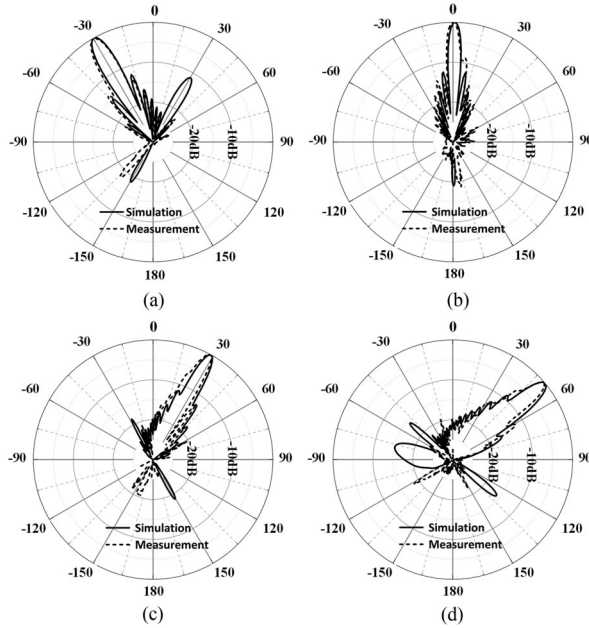 0
-30
-60
-90
-20dB
-10dB
90
-120
120
Simulation
Measurement
-150
150
180
(a)
0
-30
30
-60
60
-90
-20dB
-10dB
90
-120
120
Simulation
Measurement
-150
150
180
(b)
0
-30
30
-60
60
-90
-20dB
-10dB
90
-120
120
Simulation
Measurement
-150
150
180
(c)
0
-30
30
-60
60
-90
-20dB
-10dB
90
-120
120
Simulation
Measurement
-150
150
180
(d)